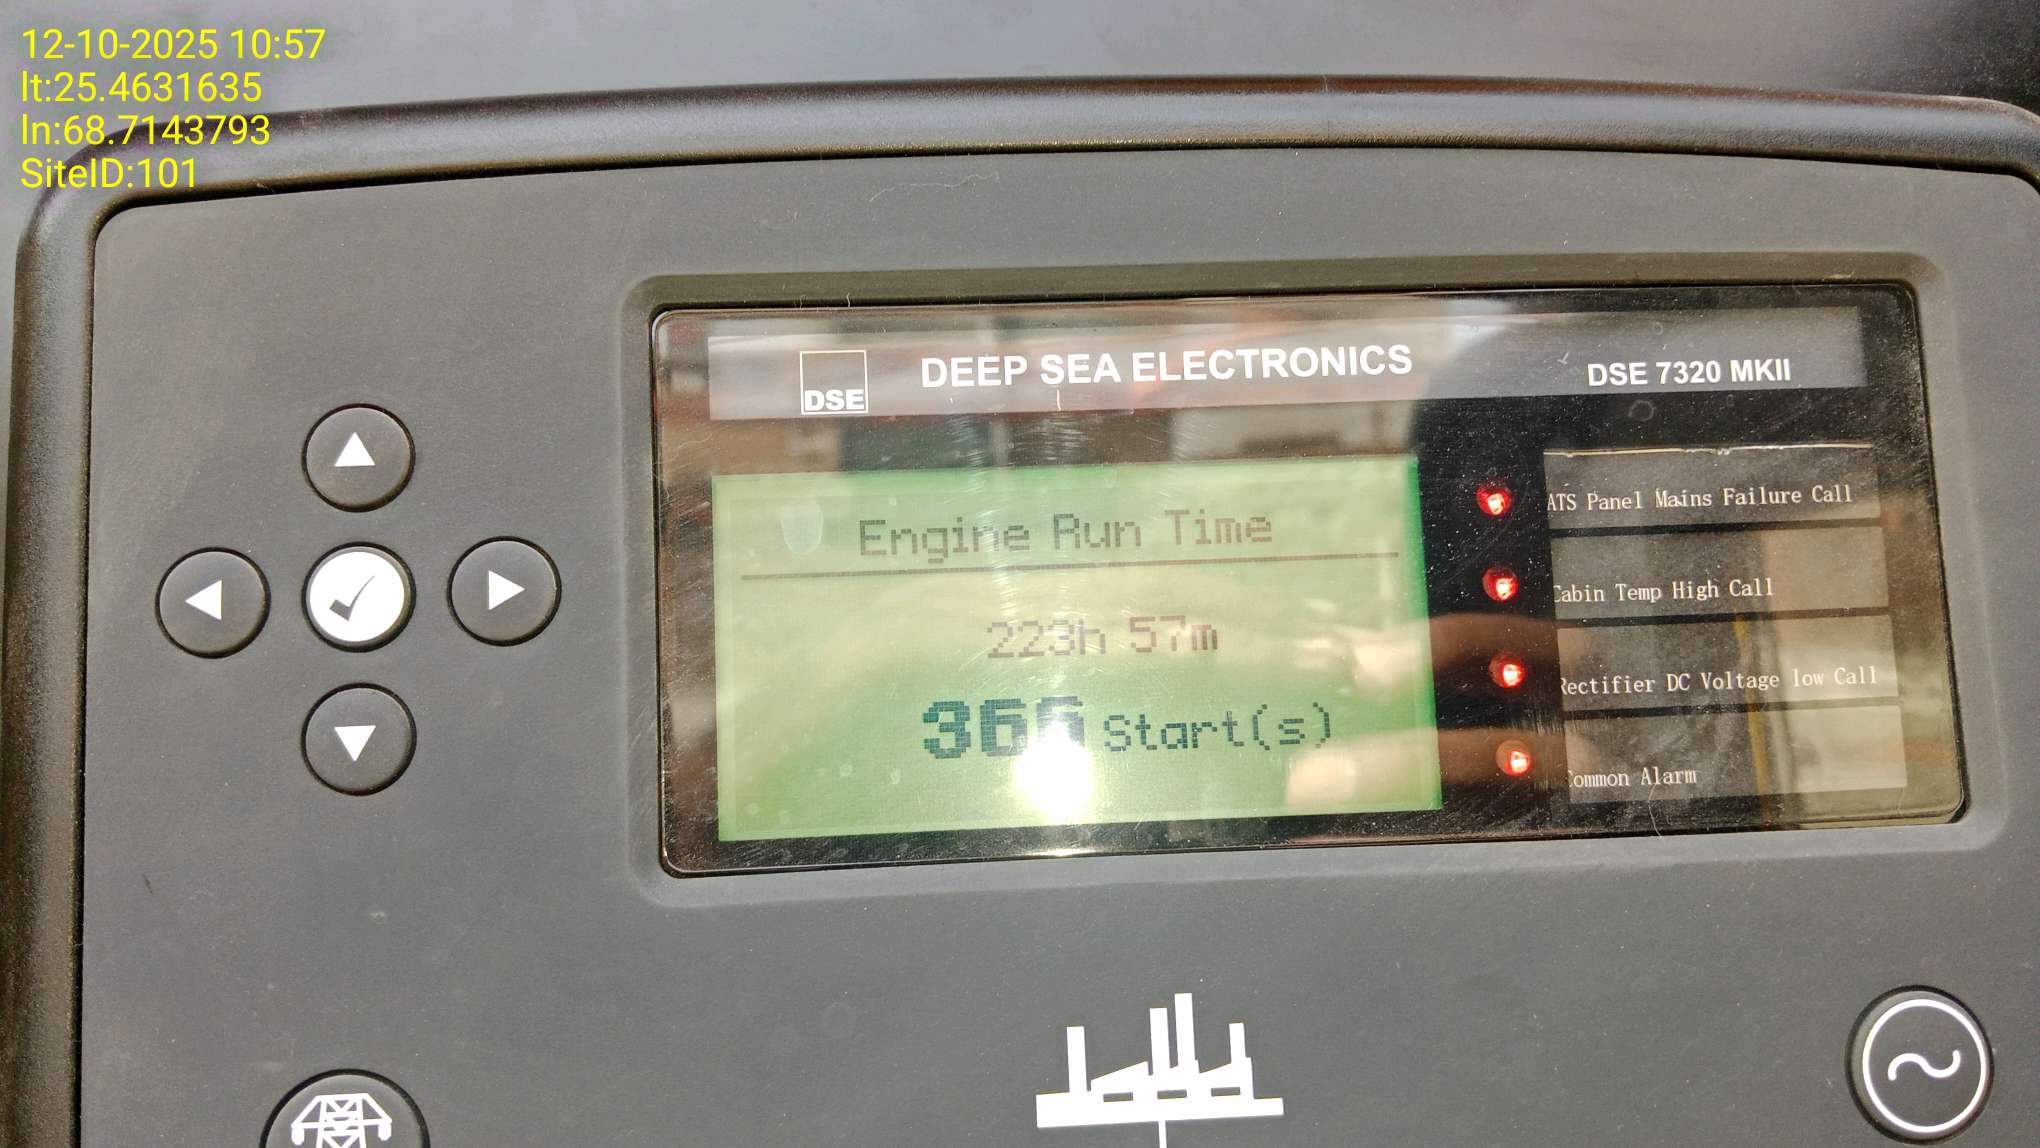 12-10-2025 10:57
lt:25.4631635
ln:68.7143793
SiteID:101
DSE
DEEP SEA ELECTRONICS
DSE 7320 MKII
Engine Run Time
223h 57m
Start(s)
ATS Panel Mains Failure Call
Cabin Temp High Call
Rectifier DC Voltage low Call
Common Alarm